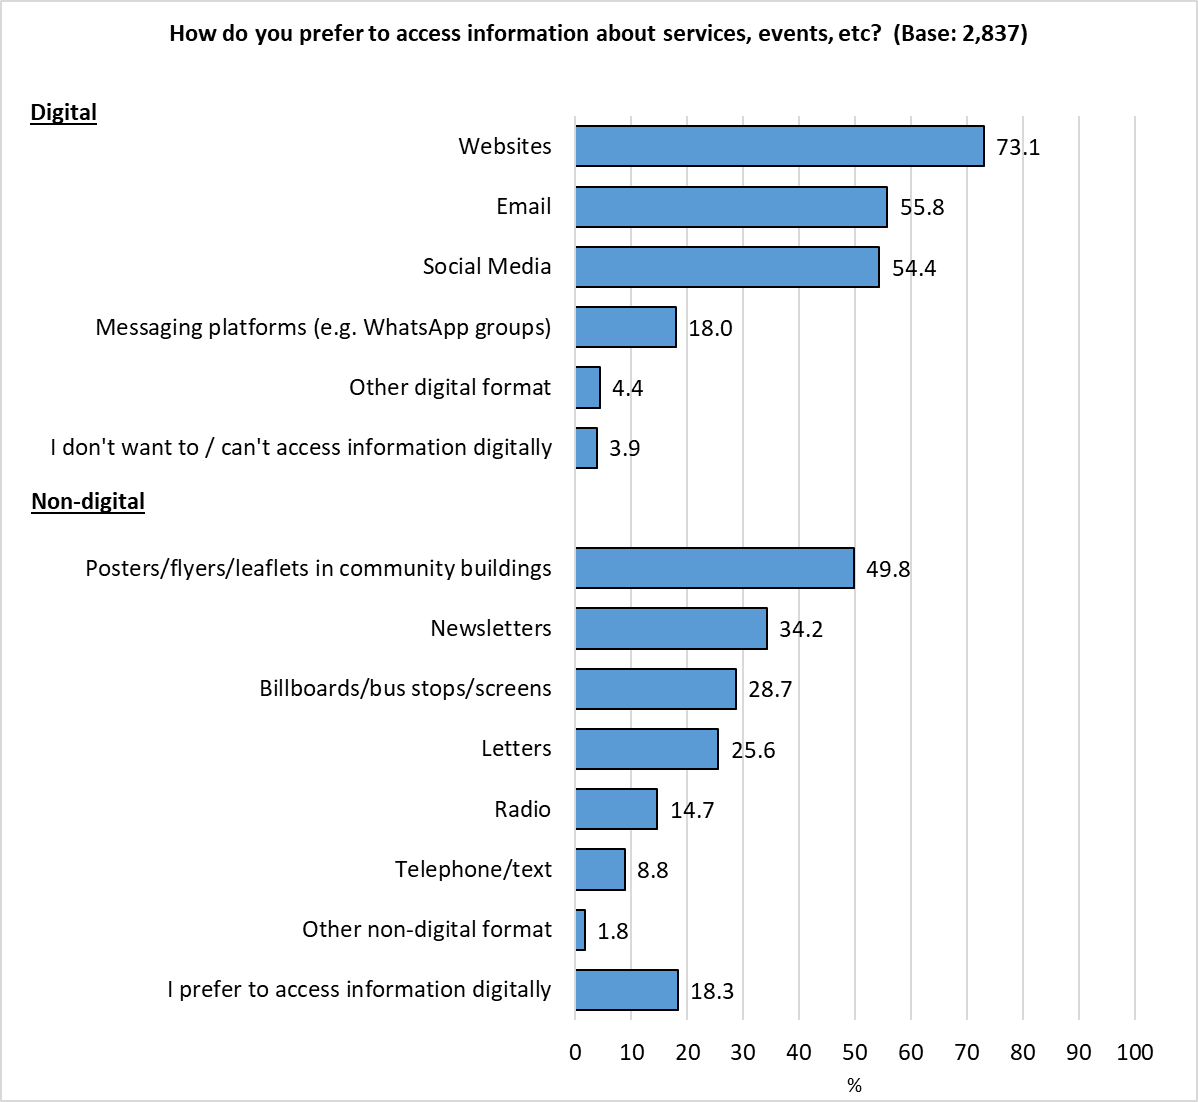 How do you prefer to access information about services, events, etc?  (Base: 2,837)
Digital
Websites 73.1
Email 55.8
Social Media 54.4
Messaging platforms (e.g. WhatsApp groups) 18.0
Other digital format 4.4
I don't want to / can't access information digitally 3.9
Non-digital
Posters/flyers/leaflets in community buildings 49.8
Newsletters 34.2
Billboards/bus stops/screens 28.7
Letters 25.6
Radio 14.7
Telephone/text 8.8
Other non-digital format 1.8
I prefer to access information digitally 18.3
0 10 20 30 40 50 60 70 80 90 100
%